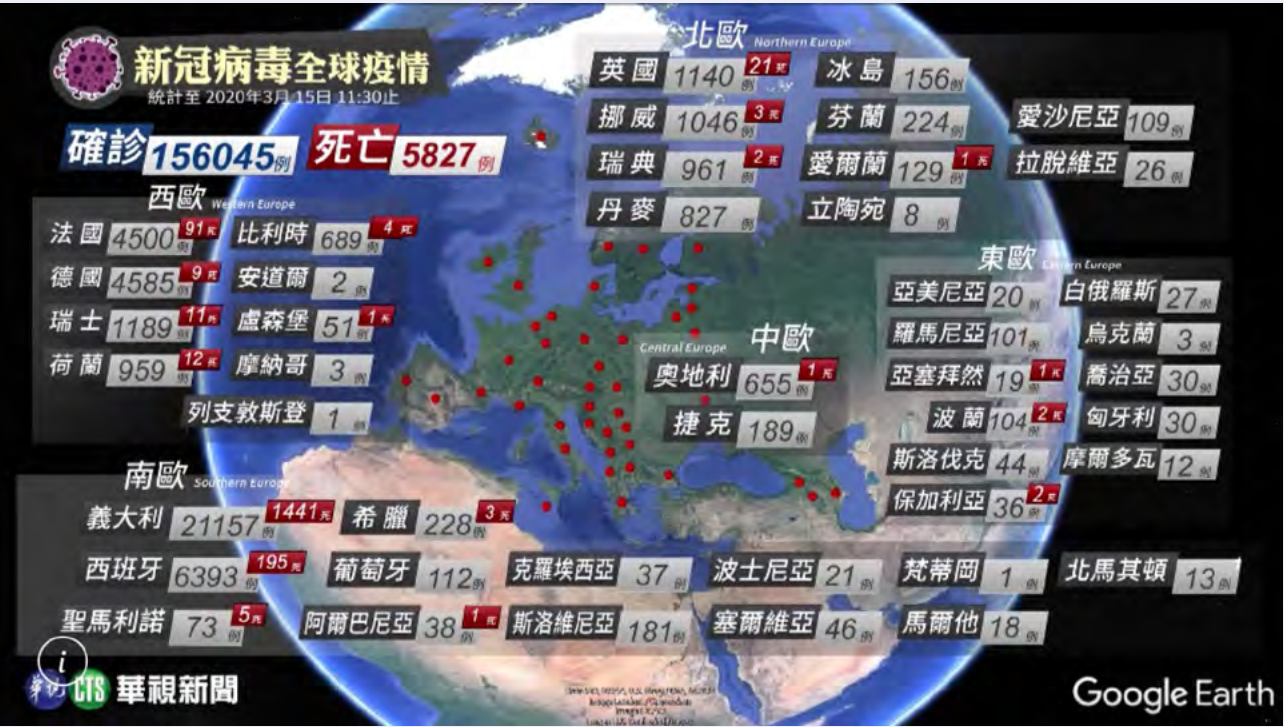 新冠病毒全球疫情
統計至 2020年3月15日 11:30止
確診 156045例 死亡 5827例
北歐 Northern Europe
英國 1140例 21死 冰島 156例
挪威 1046例 3死 芬蘭 224例 愛沙尼亞 109例
瑞典 961例 2死 愛爾蘭 129例 1死 拉脫維亞 26例
丹麥 827例 立陶宛 8例
西歐 Western Europe
法國 4500例 91死 比利時 689例 4死
德國 4585例 9死 安道爾 2例
瑞士 1189例 11死 盧森堡 51例 1死
荷蘭 959例 12死 摩納哥 3例
列支敦斯登 1例
中歐 Central Europe
奧地利 655例 1死
捷克 189例
東歐 Eastern Europe
亞美尼亞 20例 白俄羅斯 27例
羅馬尼亞 101例 烏克蘭 3例
亞塞拜然 19例 1死 喬治亞 30例
波蘭 104例 2死 匈牙利 30例
斯洛伐克 44例 摩爾多瓦 12例
保加利亞 36例 2死
南歐 Southern Europe
義大利 21157例 1441死 希臘 228例 3死
西班牙 6393例 195死 葡萄牙 112例 克羅埃西亞 37例 波士尼亞 21例 梵蒂岡 1例 北馬其頓 13例
聖馬利諾 73例 5死 阿爾巴尼亞 38例 1死 斯洛維尼亞 181例 塞爾維亞 46例 馬爾他 18例
i
華視 CTS 華視新聞
Google Earth